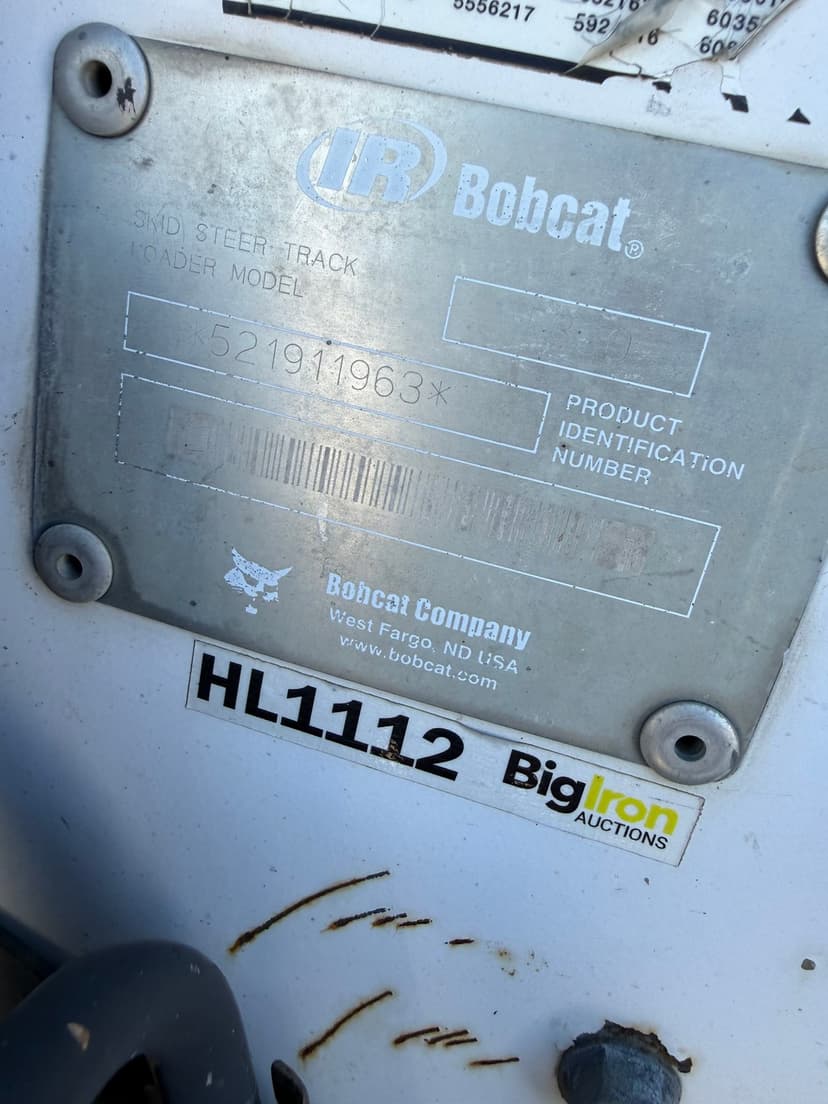 5556217
592
16
6035
IR Bobcat®
SKID STEER TRACK
LOADER MODEL
*521911963*
PRODUCT
IDENTIFICATION
NUMBER
Bobcat Company
West Fargo, ND USA
www.bobcat.com
HL1112 BigIron
AUCTIONS